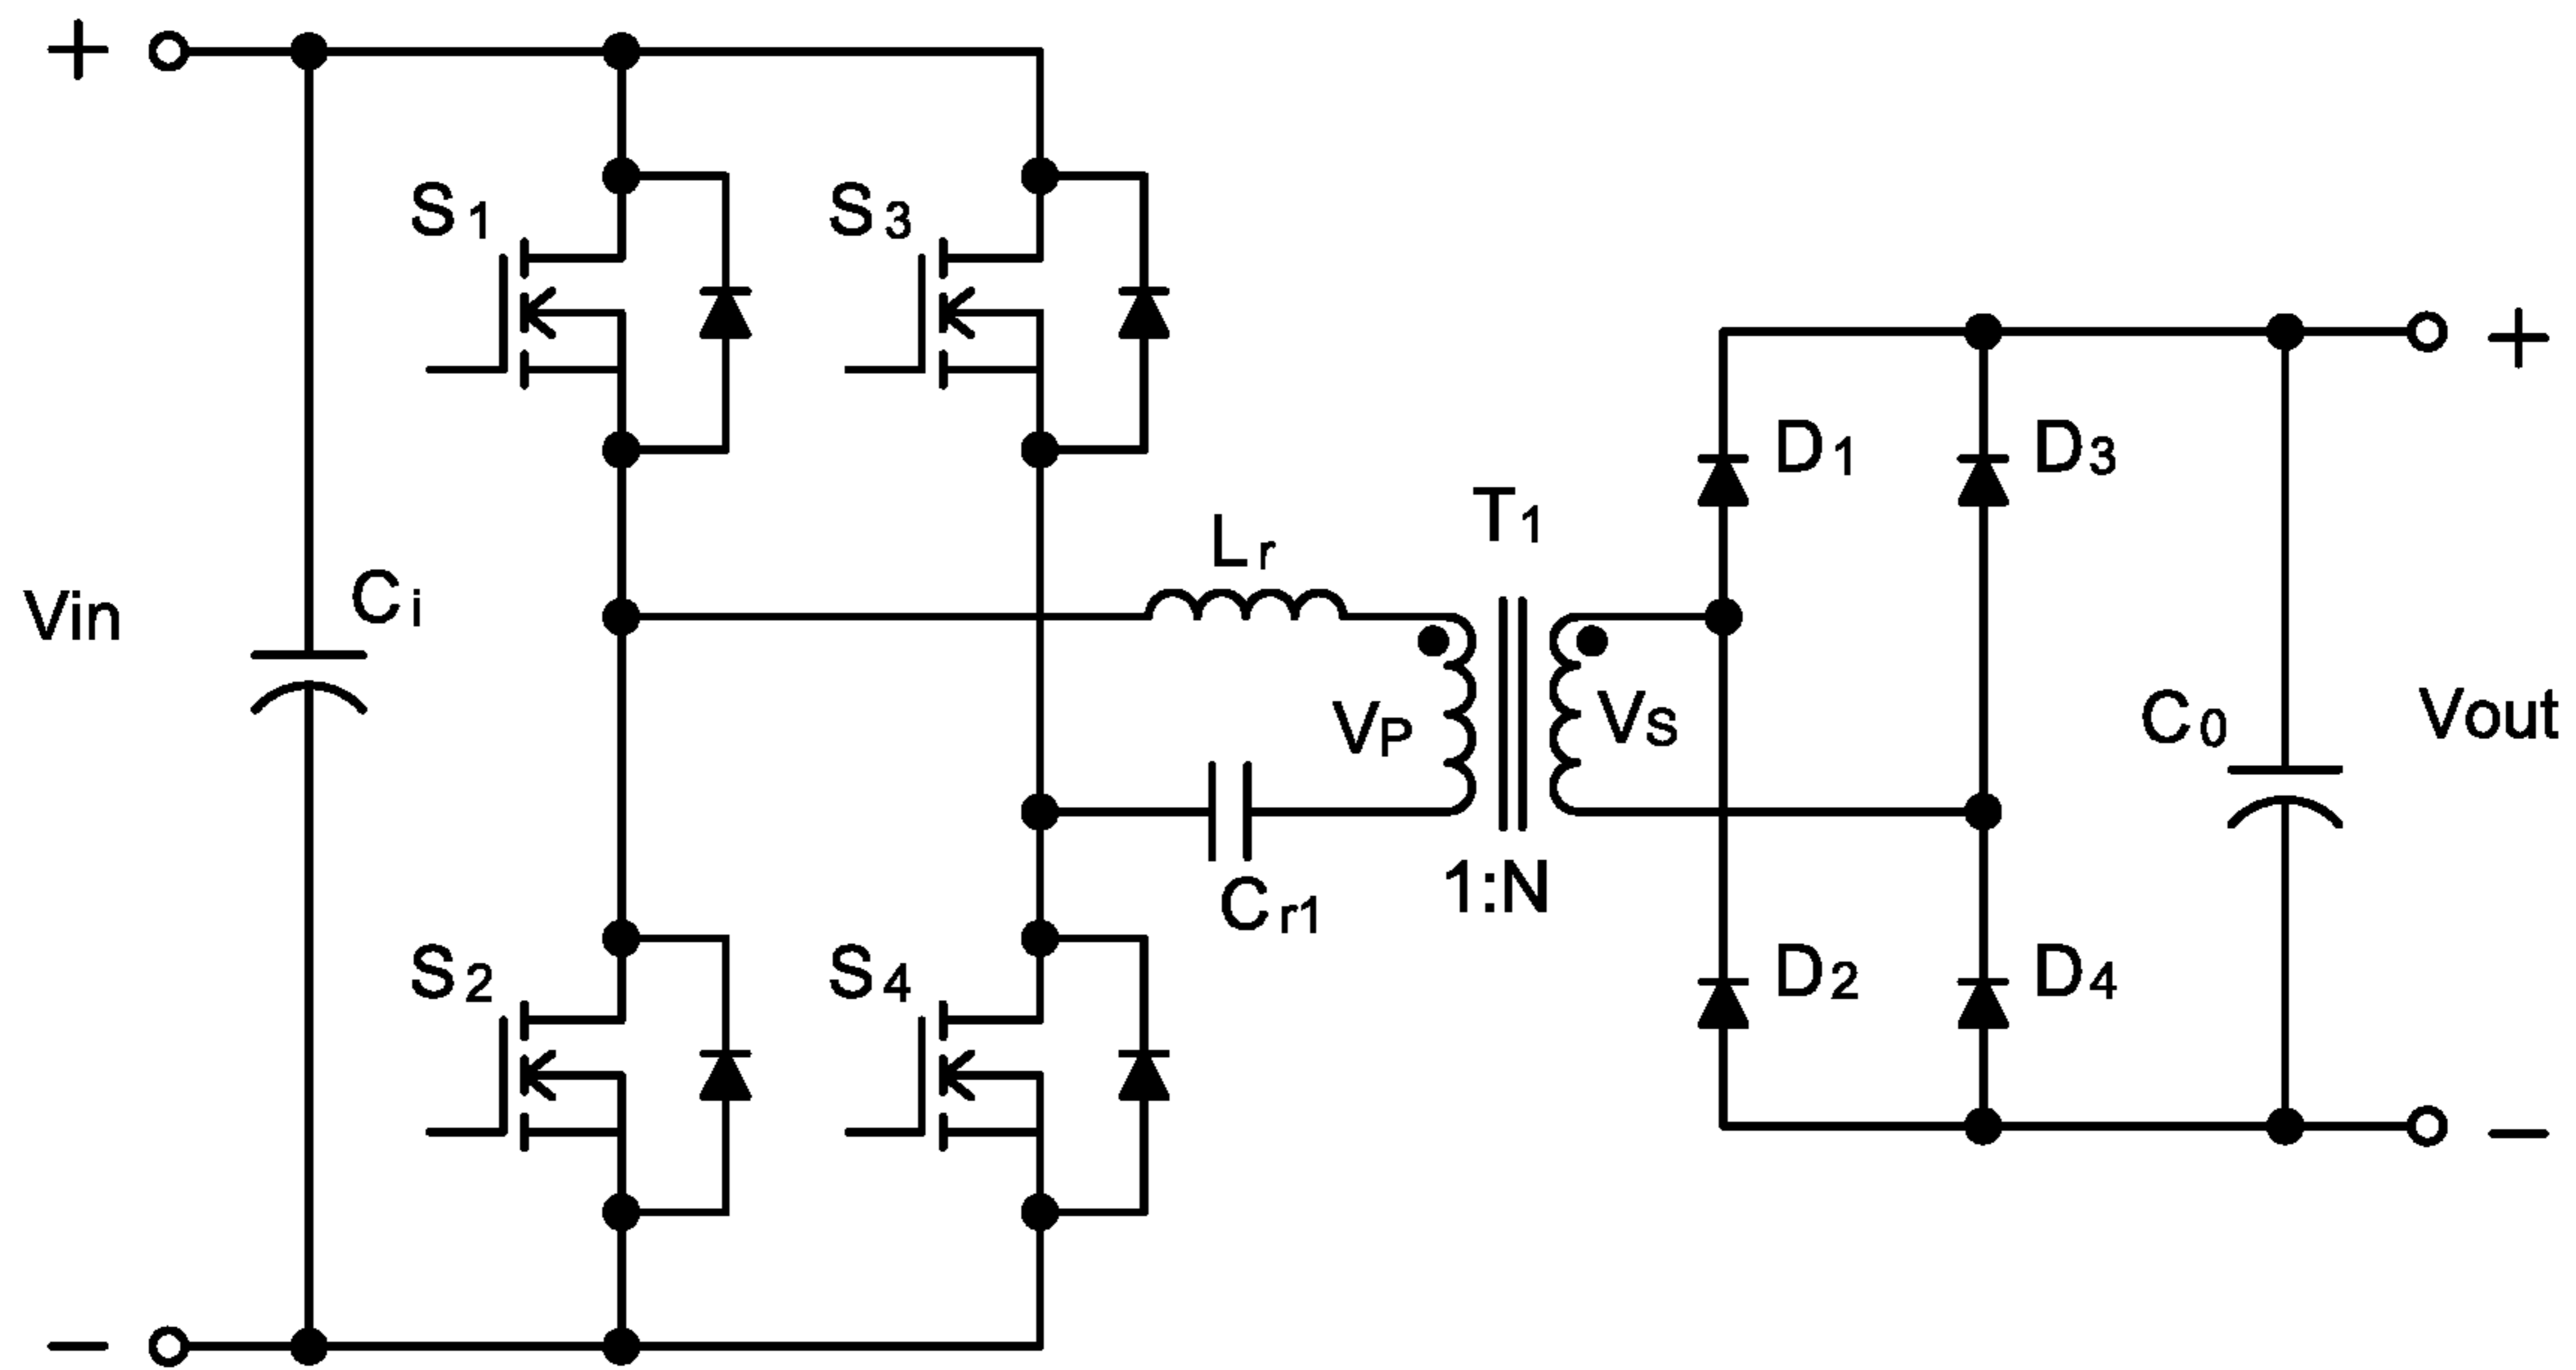 +
S1
S3
+
D1
D3
T1
Lr
Vin
Ci
VP
VS
C0
Vout
1:N
Cr1
S2
S4
D2
D4
−
−